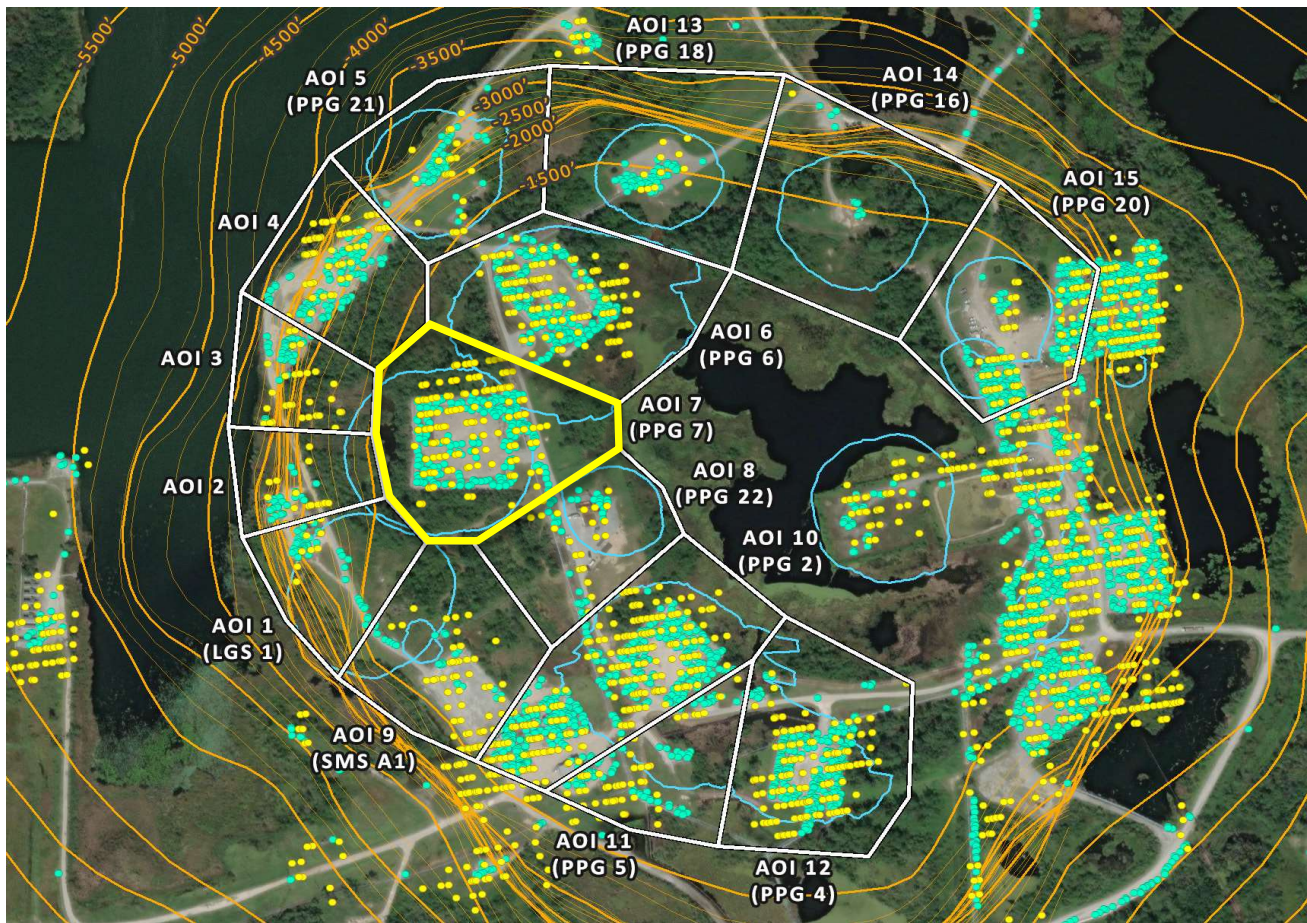 -5500'
-5000'
-4500'
-4000'
-3500'
-3000'
-2500'
-2000'
-1500'
AOI 13
(PPG 18)
AOI 14
(PPG 16)
AOI 5
(PPG 21)
AOI 15
(PPG 20)
AOI 4
AOI 3
AOI 6
(PPG 6)
AOI 7
(PPG 7)
AOI 2
AOI 8
(PPG 22)
AOI 10
(PPG 2)
AOI 1
(LGS 1)
AOI 9
(SMS A1)
AOI 11
(PPG 5)
AOI 12
(PPG 4)